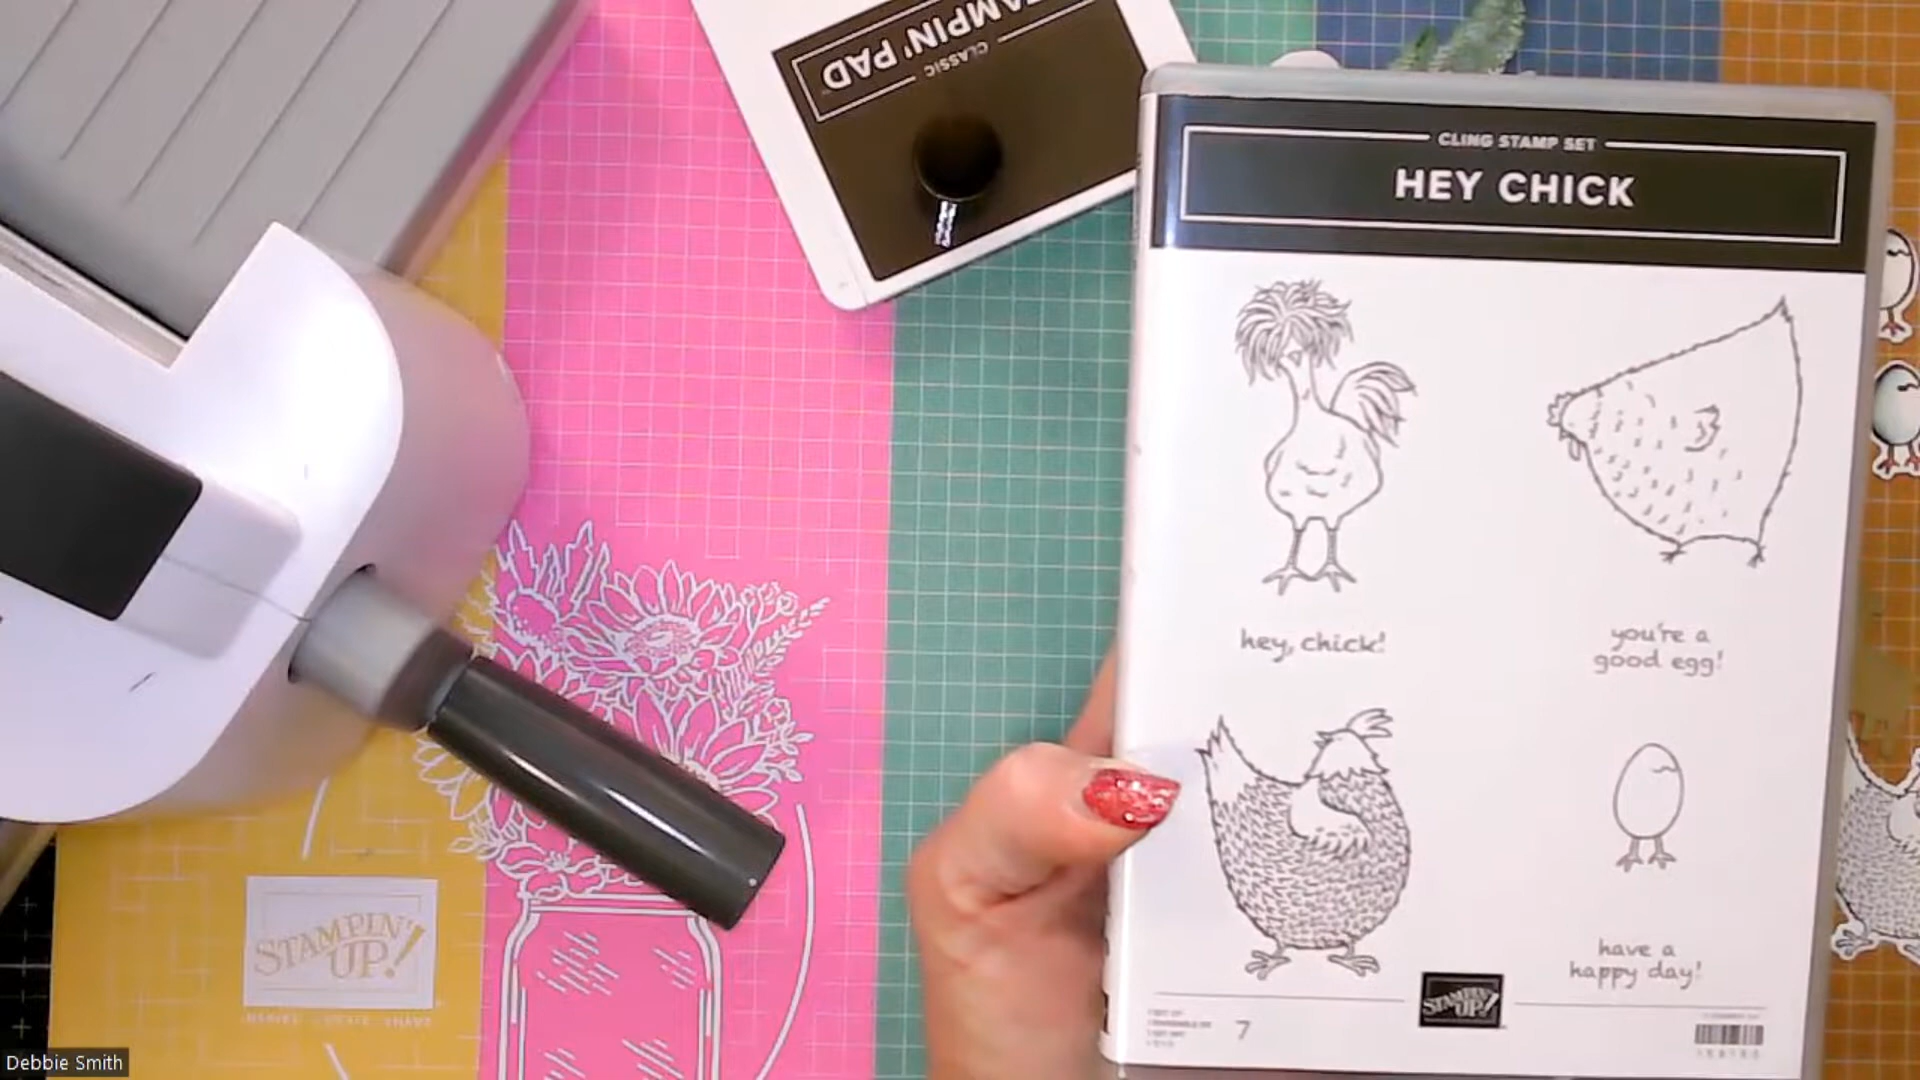 STAMPIN' PAD
CLASSIC
CLING STAMP SET
HEY CHICK
hey, chick!
you're a
good egg!
have a
happy day!
STAMPIN'
UP!
7
STAMPIN'
UP!
Debbie Smith